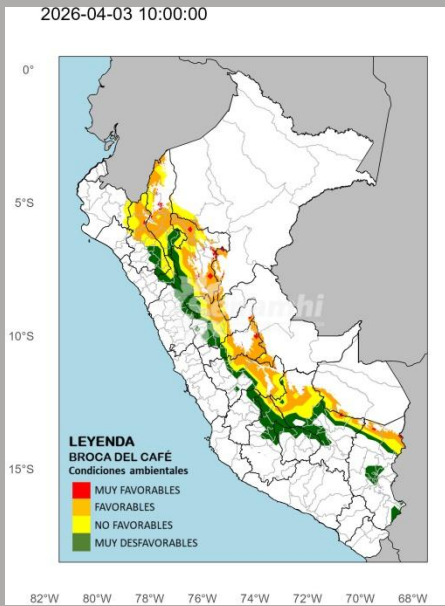 2026-04-03 10:00:00
0°
5°S
10°S
15°S
senamhi
LEYENDA
BROCA DEL CAFÉ
Condiciones ambientales
MUY FAVORABLES
FAVORABLES
NO FAVORABLES
MUY DESFAVORABLES
82°W 80°W 78°W 76°W 74°W 72°W 70°W 68°W